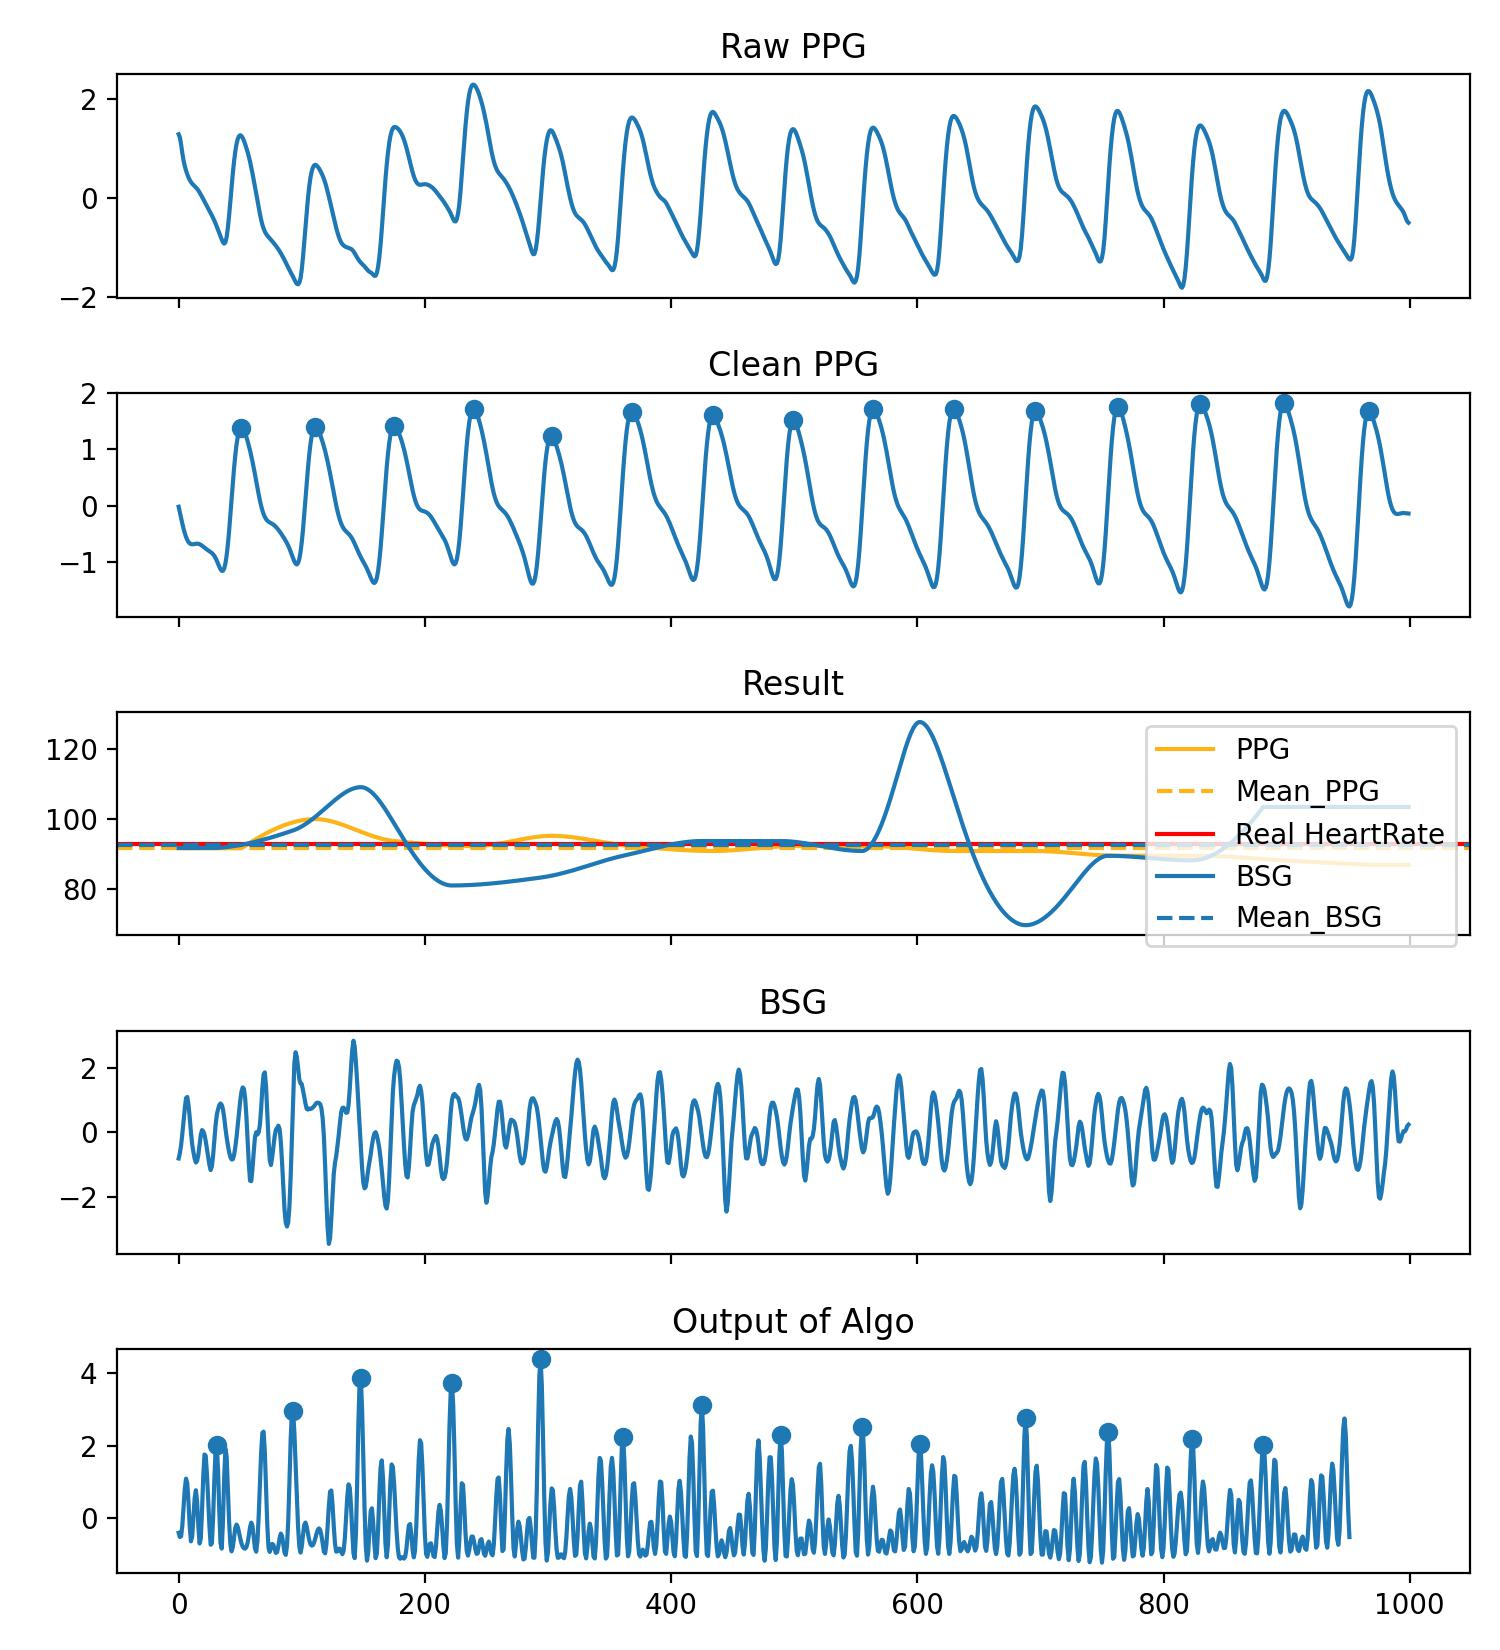 Raw PPG
2
0
−2
Clean PPG
2
1
0
−1
Result
120
100
80
PPG
Mean_PPG
Real HeartRate
BSG
Mean_BSG
BSG
2
0
−2
Output of Algo
4
2
0
0 200 400 600 800 1000